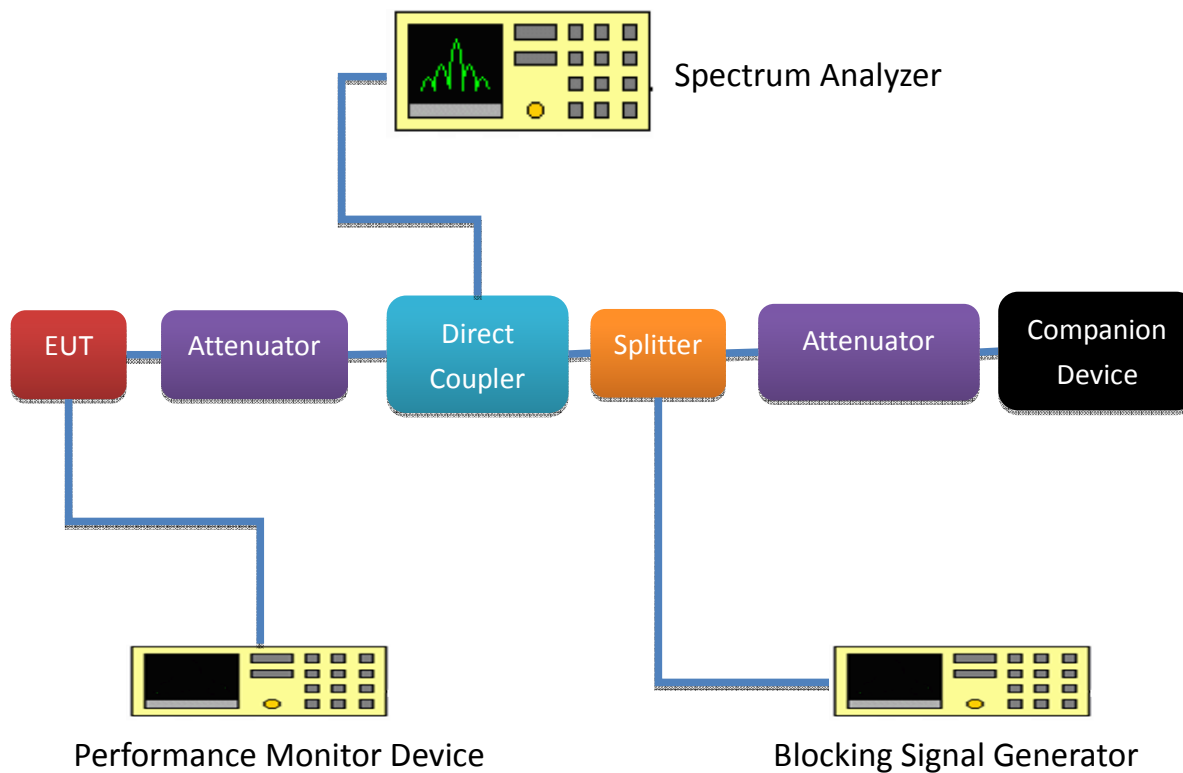 Spectrum Analyzer
EUT
Attenuator
Direct
Coupler
Splitter
Attenuator
Companion
Device
Performance Monitor Device
Blocking Signal Generator